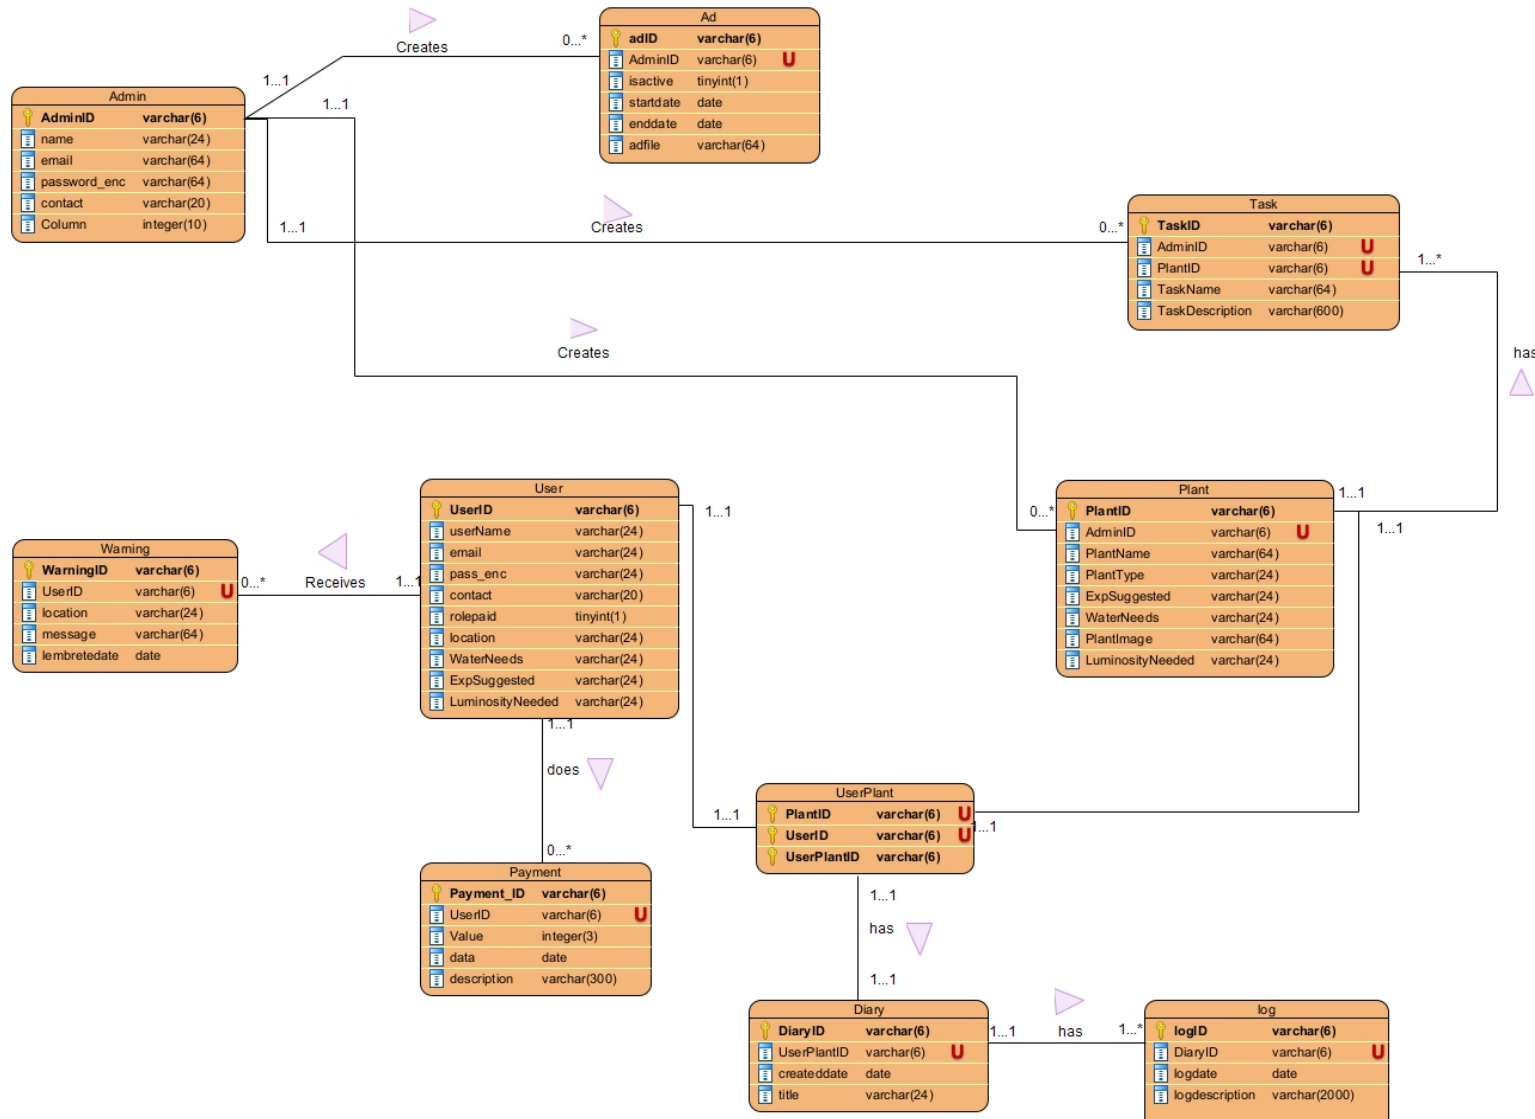 Ad
adID varchar(6)
AdminID varchar(6) U
isactive tinyint(1)
startdate date
enddate date
adfile varchar(64)
Creates
0...*
1...1
1...1
Admin
AdminID varchar(6)
name varchar(24)
email varchar(64)
password_enc varchar(64)
contact varchar(20)
Column integer(10)
1...1
Creates
0...*
Task
TaskID varchar(6)
AdminID varchar(6) U
PlantID varchar(6) U
TaskName varchar(64)
TaskDescription varchar(600)
1...*
has
Creates
0...*
Plant
PlantID varchar(6)
AdminID varchar(6) U
PlantName varchar(64)
PlantType varchar(24)
ExpSuggested varchar(24)
WaterNeeds varchar(24)
PlantImage varchar(64)
LuminosityNeeded varchar(24)
1...1
1...1
User
UserID varchar(6)
userName varchar(24)
email varchar(24)
pass_enc varchar(24)
contact varchar(20)
rolepaid tinyint(1)
location varchar(24)
WaterNeeds varchar(24)
ExpSuggested varchar(24)
LuminosityNeeded varchar(24)
1...1
Warning
WarningID varchar(6)
UserID varchar(6) U
location varchar(24)
message varchar(64)
lembretedate date
0...*
Receives
1...1
1...1
does
0...*
Payment
Payment_ID varchar(6)
UserID varchar(6) U
Value integer(3)
data date
description varchar(300)
1...1
UserPlant
PlantID varchar(6) U
UserID varchar(6) U
UserPlantID varchar(6)
1...1
1...1
has
1...1
Diary
DiaryID varchar(6)
UserPlantID varchar(6) U
createddate date
title varchar(24)
1...1
has
1...*
log
logID varchar(6)
DiaryID varchar(6) U
logdate date
logdescription varchar(2000)